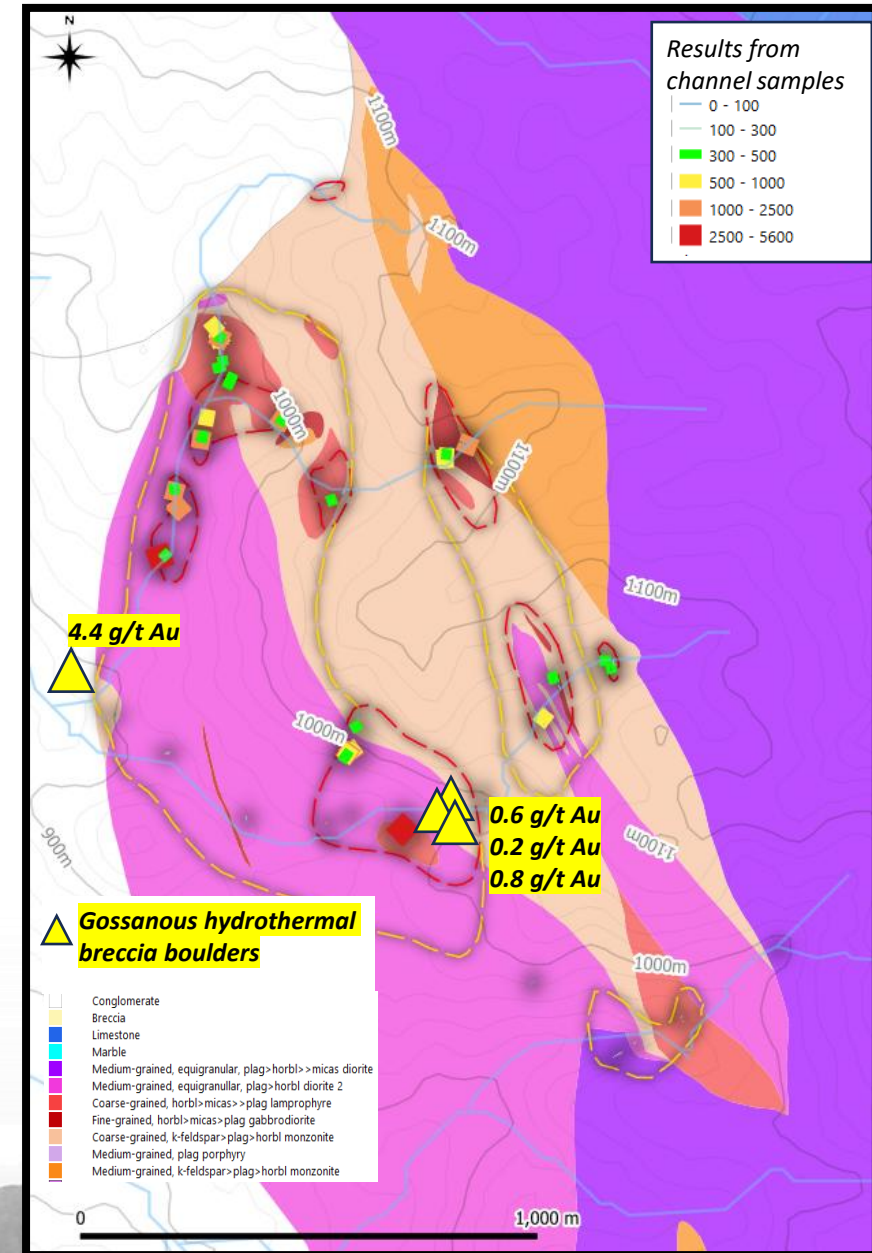 N
Results from
channel samples
0 - 100
100 - 300
300 - 500
500 - 1000
1000 - 2500
2500 - 5600
1100m
1100m
1000m
1100m
1100m
4.4 g/t Au
1000m
900m
0.6 g/t Au
0.2 g/t Au
0.8 g/t Au
1100m
Gossanous hydrothermal
breccia boulders
1000m
Conglomerate
Breccia
Limestone
Marble
Medium-grained, equigranular, plag>horbl>>micas diorite
Medium-grained, equigranullar, plag>horbl diorite 2
Coarse-grained, horbl>micas>>plag lamprophyre
Fine-grained, horbl>micas>plag gabbrodiorite
Coarse-grained, k-feldspar>plag>horbl monzonite
Medium-grained, plag porphyry
Medium-grained, k-feldspar>plag>horbl monzonite
0
1,000 m